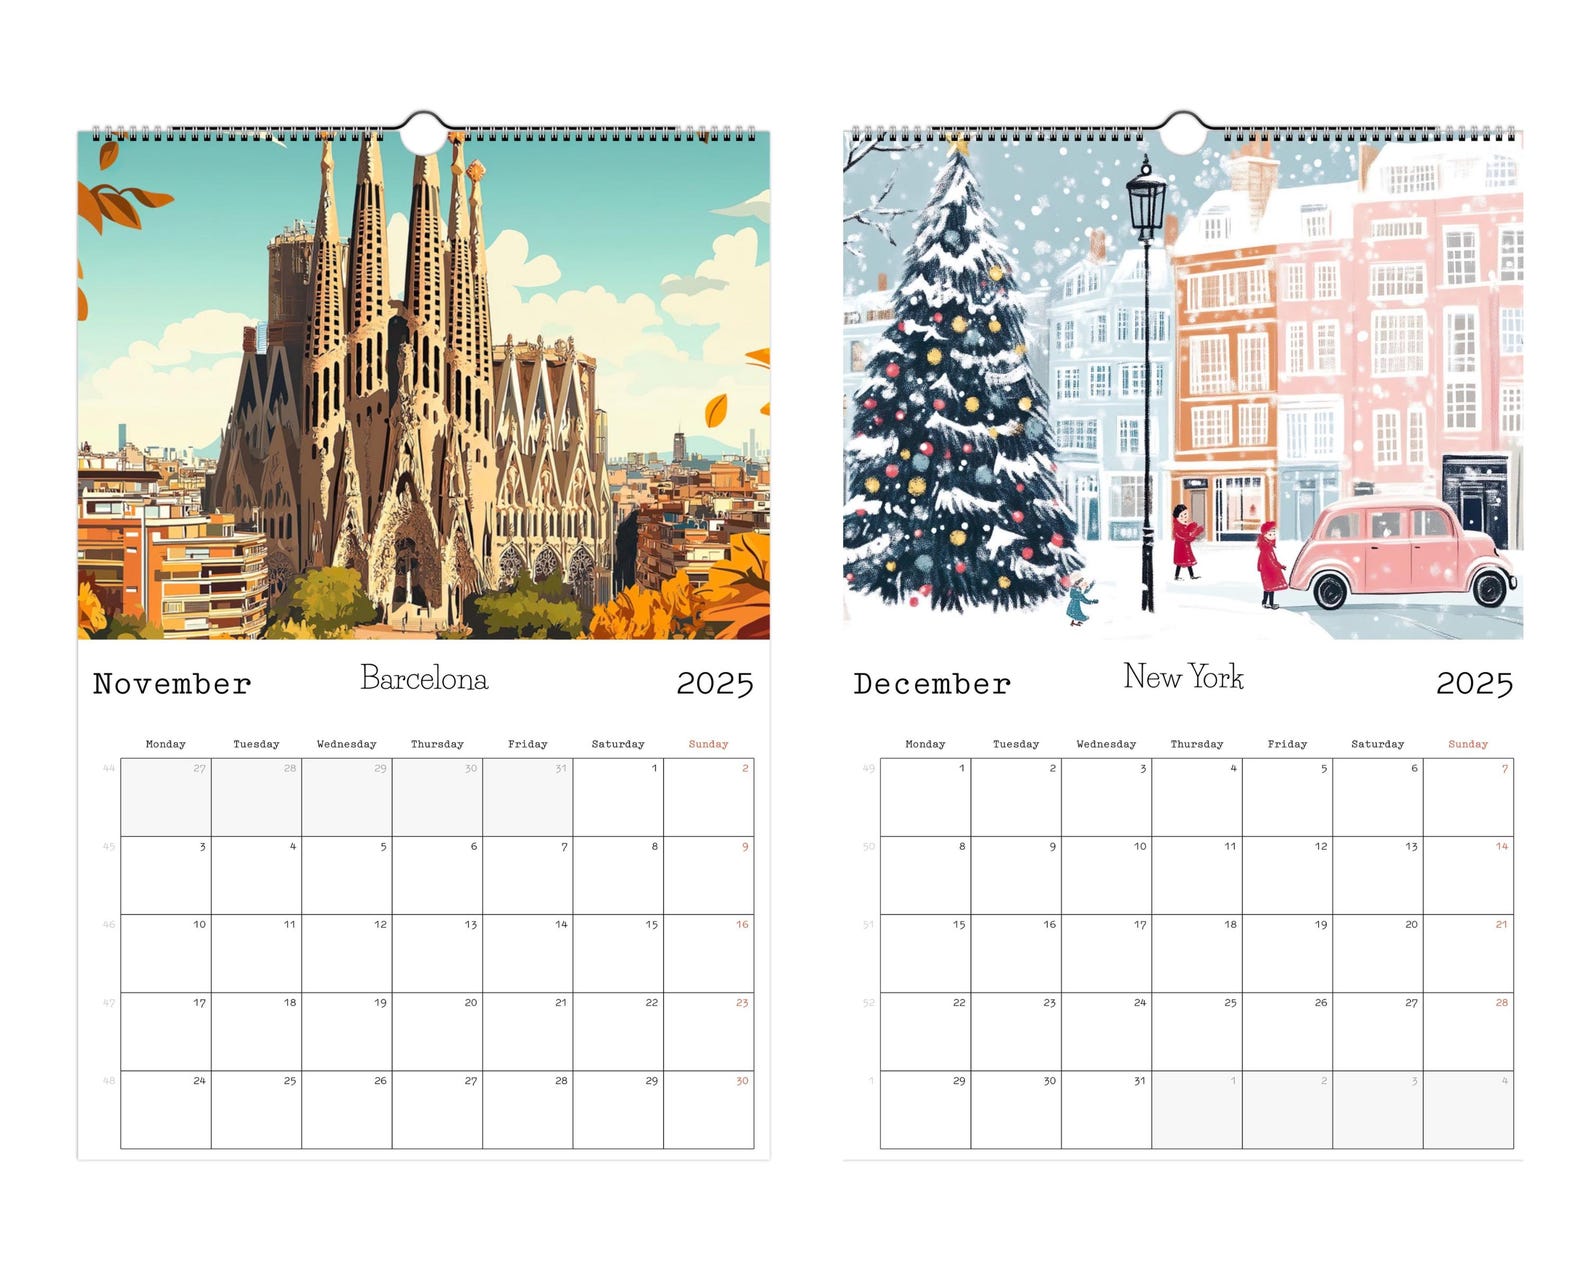 November Barcelona 2025
Monday Tuesday Wednesday Thursday Friday Saturday Sunday
44 27 28 29 30 31 1 2
45 3 4 5 6 7 8 9
46 10 11 12 13 14 15 16
47 17 18 19 20 21 22 23
48 24 25 26 27 28 29 30
December New York 2025
Monday Tuesday Wednesday Thursday Friday Saturday Sunday
49 1 2 3 4 5 6 7
50 8 9 10 11 12 13 14
51 15 16 17 18 19 20 21
52 22 23 24 25 26 27 28
1 29 30 31 1 2 3 4